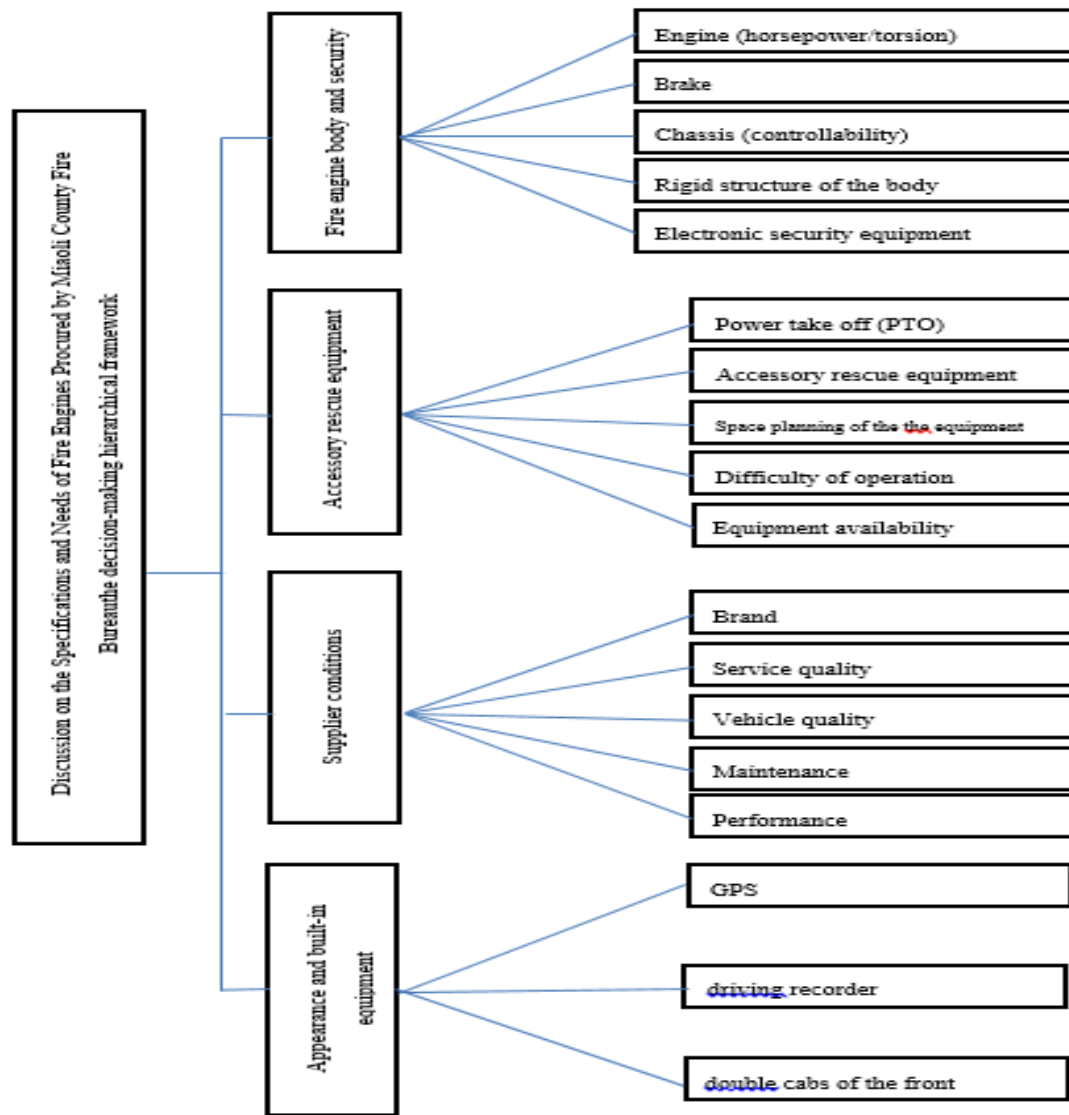 Discussion on the Specifications and Needs of Fire Engines Procured by Miaoli County Fire
Bureauthe decision-making hierarchical framework
Fire engine body and security
Engine (horsepower/torsion)
Brake
Chassis (controllability)
Rigid structure of the body
Electronic security equipment
Accessory rescue equipment
Power take off (PTO)
Accessory rescue equipment
Space planning of the the equipment
Difficulty of operation
Equipment availability
Supplier conditions
Brand
Service quality
Vehicle quality
Maintenance
Performance
Appearance and built-in
equipment
GPS
driving recorder
double cabs of the front